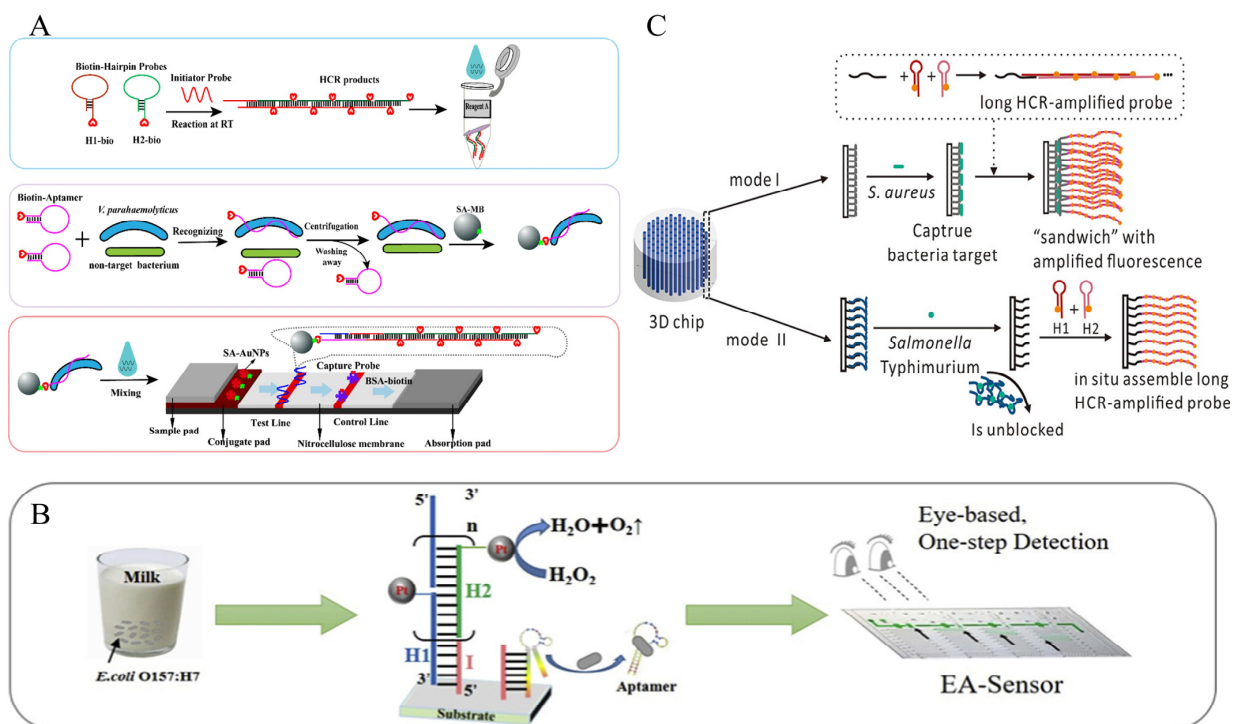 A
Biotin-Hairpin Probes
Initiator Probe
HCR products
Reaction at RT
H1-bio
H2-bio
Reagent A
Biotin-Aptamer
V. parahaemolyticus
Recognizing
Centrifugation
Washing
away
SA-MB
non-target bacterium
Mixing
SA-AuNPs
Capture Probe
BSA-biotin
Test Line
Control Line
Sample pad
Conjugate pad
Nitrocellulose membrane
Absorption pad
C
long HCR-amplified probe
mode I
S. aureus
Captrue
bacteria target
“sandwich” with
amplified fluorescence
3D chip
mode II
Salmonella
Typhimurium
H1
+
H2
Is unblocked
in situ assemble long
HCR-amplified probe
B
Milk
E.coli O157:H7
5’
3’
n
Pt
H₂O+O₂↑
H₂O₂
Pt
H2
H1
I
3’
5’
Substrate
Aptamer
Eye-based,
One-step Detection
EA-Sensor